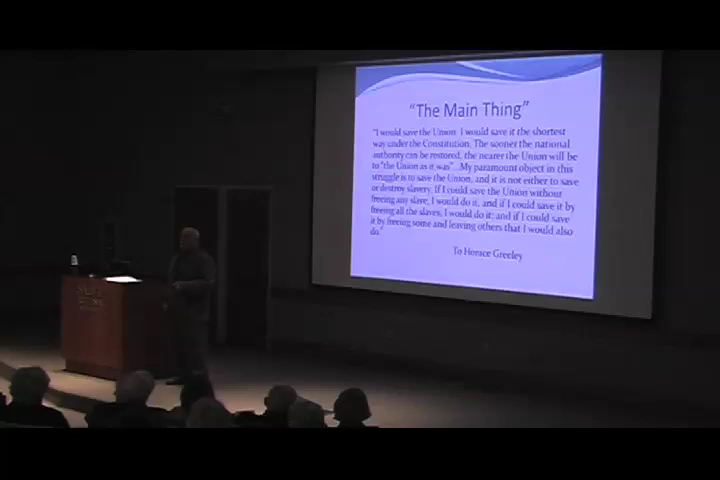 "The Main Thing"
"I would save the Union. I would save it the shortest
way under the Constitution. The sooner the national
authority can be restored, the nearer the Union will be
to "the Union as it was"...My paramount object in this
struggle is to save the Union, and it is not either to save
or destroy slavery. If I could save the Union without
freeing any slave, I would do it, and if I could save it by
freeing all the slaves, I would do it; and if I could save
it by freeing some and leaving others that I would also
do."
To Horace Greeley